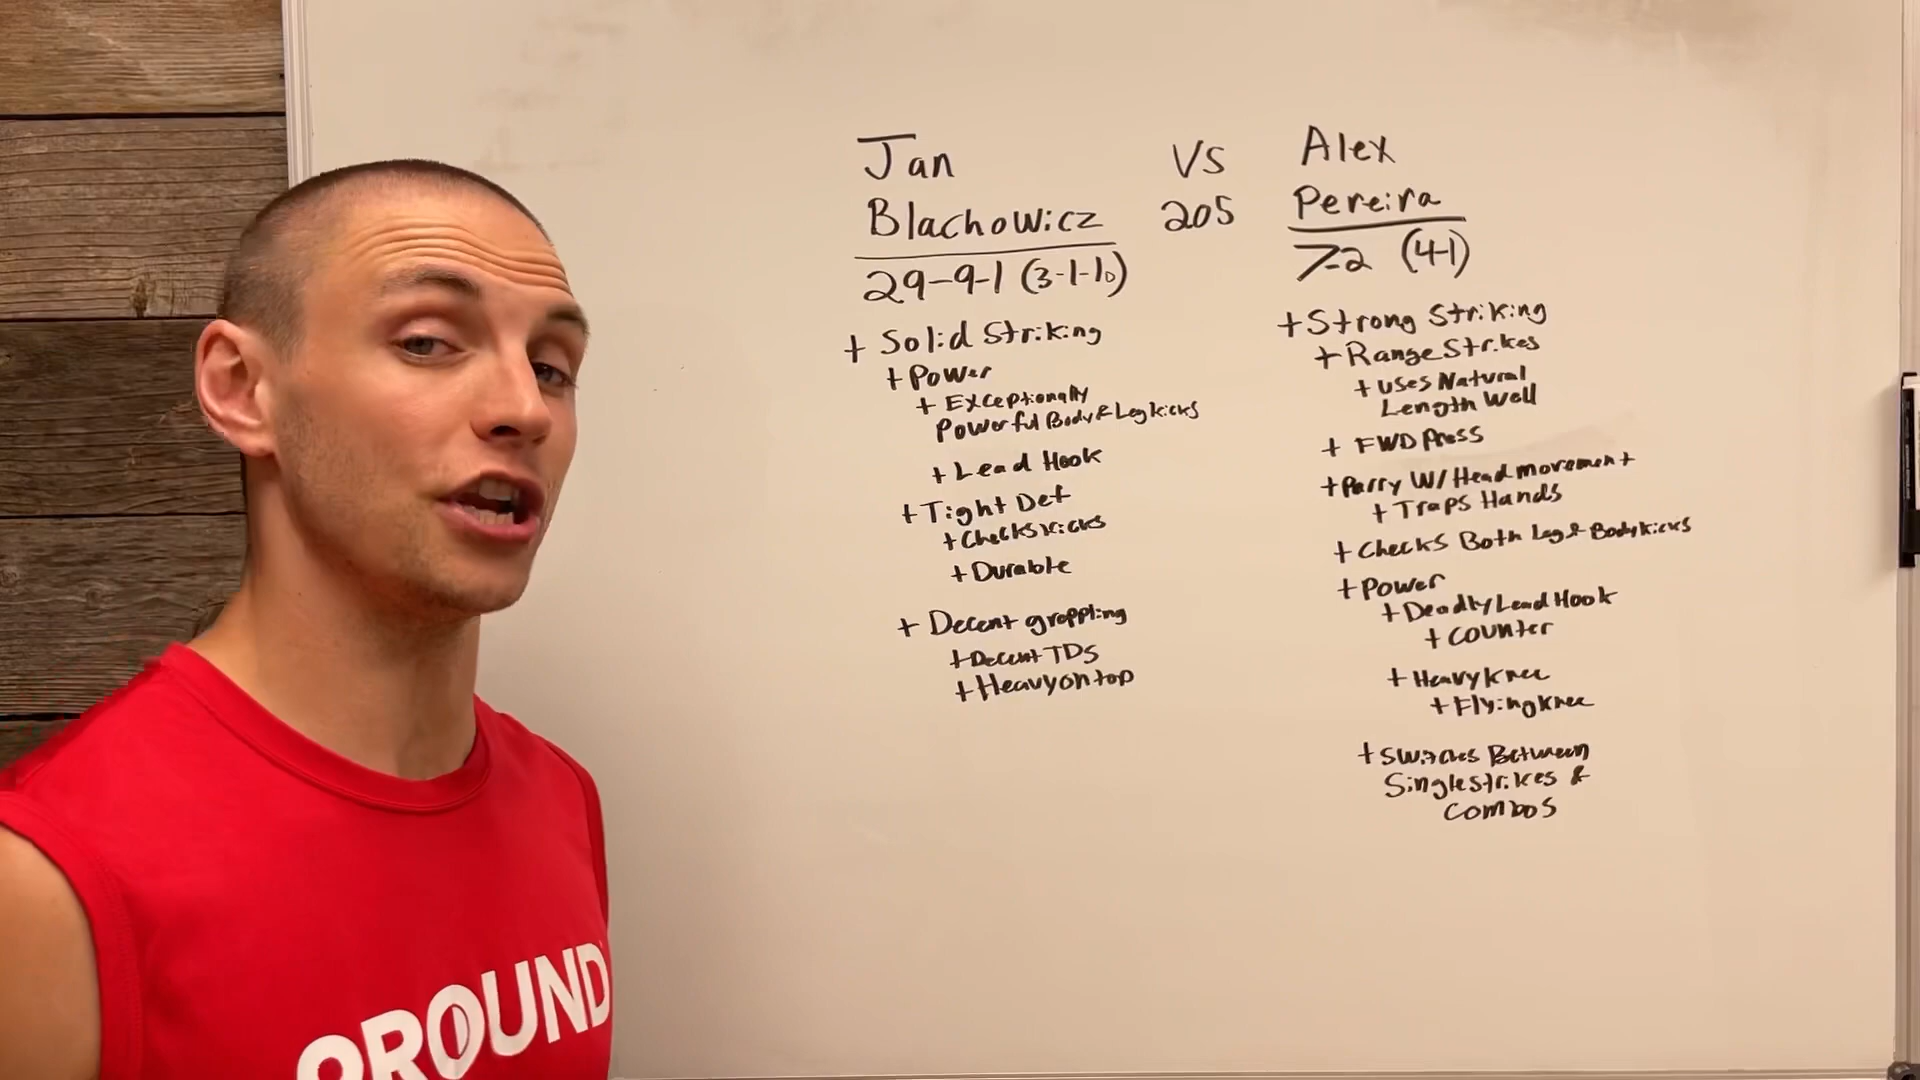 Jan
Blachowicz
29-9-1 (3-1-1D)
+ Solid Striking
+ Power
+ Exceptionally
Powerful Body & Leg kicks
+ Lead Hook
+ Tight Def
+ Checks kicks
+ Durable
+ Decent grappling
+ Decent TDS
+ Heavy on top
VS
205
Alex
Pereira
7-2 (4-1)
+ Strong Striking
+ Range Strikes
+ uses Natural
Length Well
+ FWD Press
+ Parry W/ Head movement
+ Traps Hands
+ Checks Both Leg & Body kicks
+ Power
+ Deadly Lead Hook
+ counter
+ Heavy knee
+ Flying knee
+ Switches Between
Single strikes &
combos
GROUND